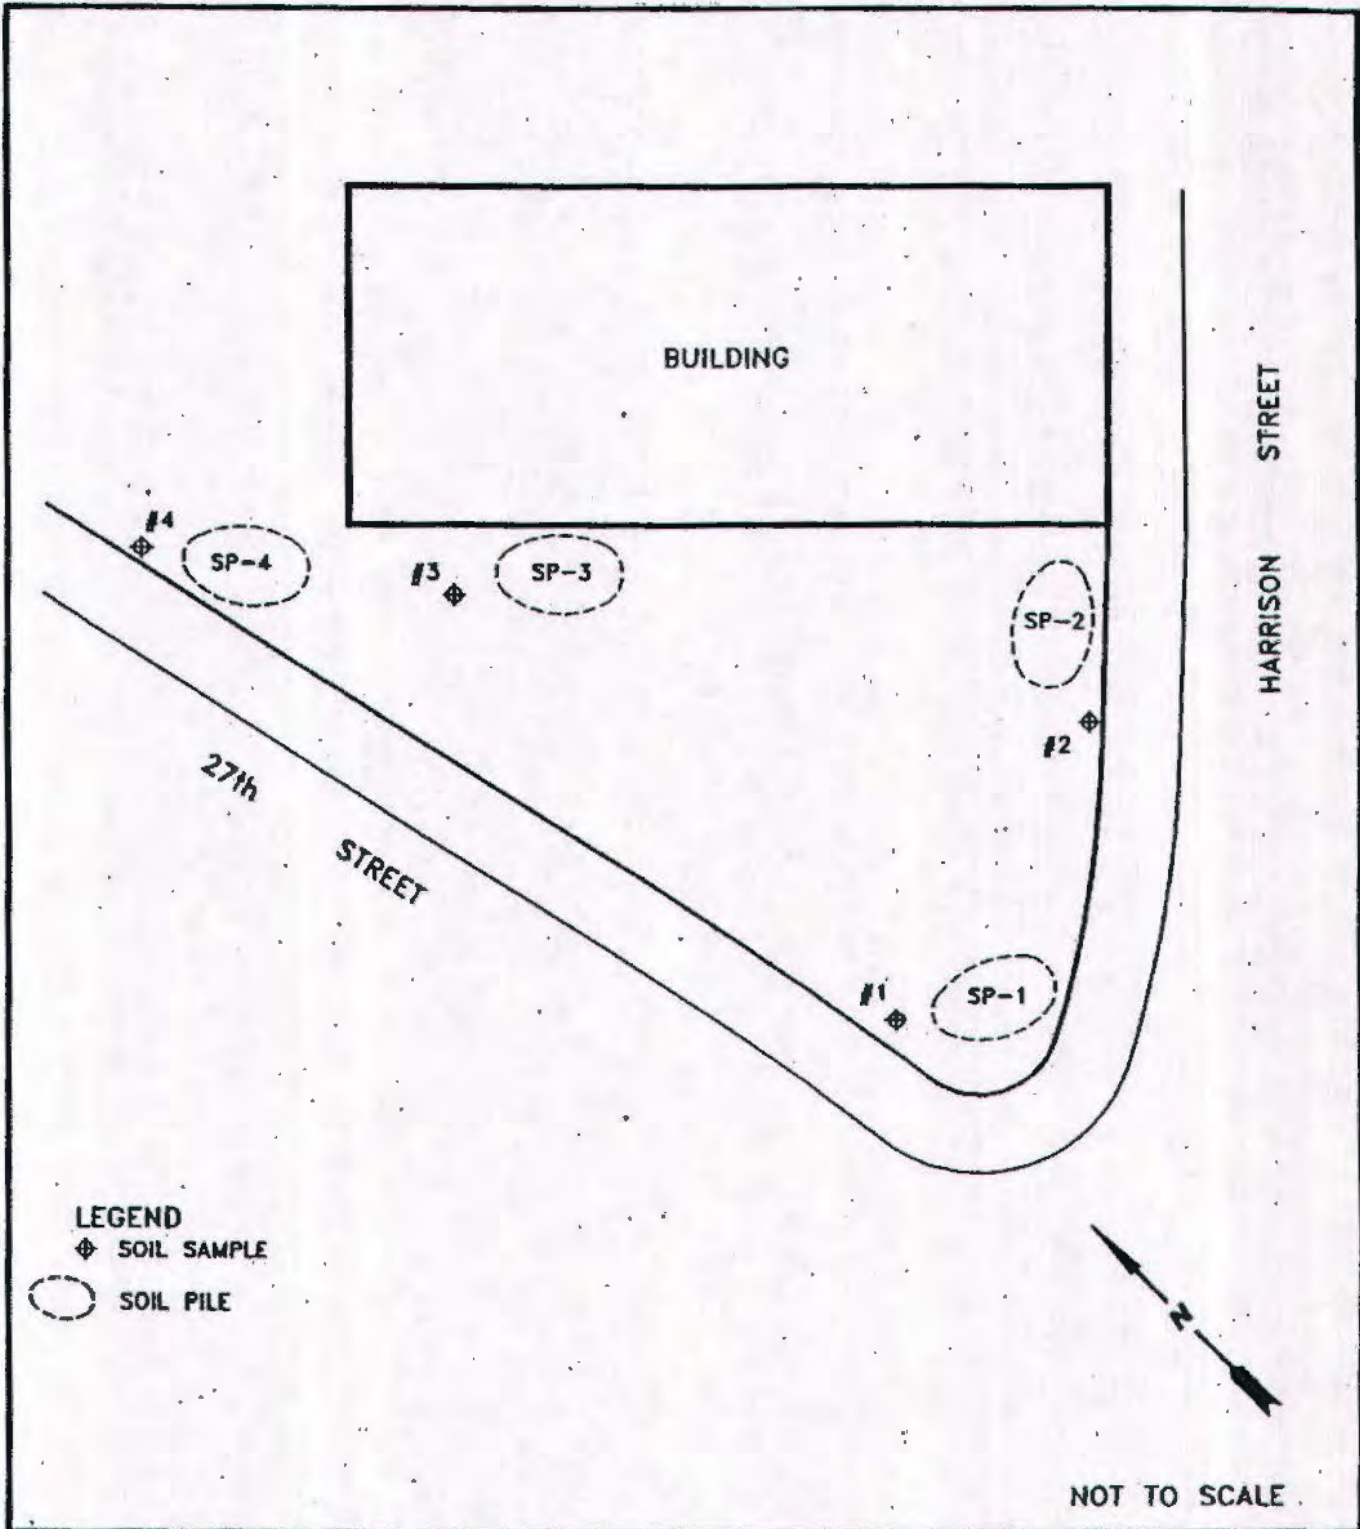 BUILDING
HARRISON STREET
#4
SP-4
#3
SP-3
SP-2
#2
27th
STREET
#1
SP-1
LEGEND
SOIL SAMPLE
SOIL PILE
N
NOT TO SCALE